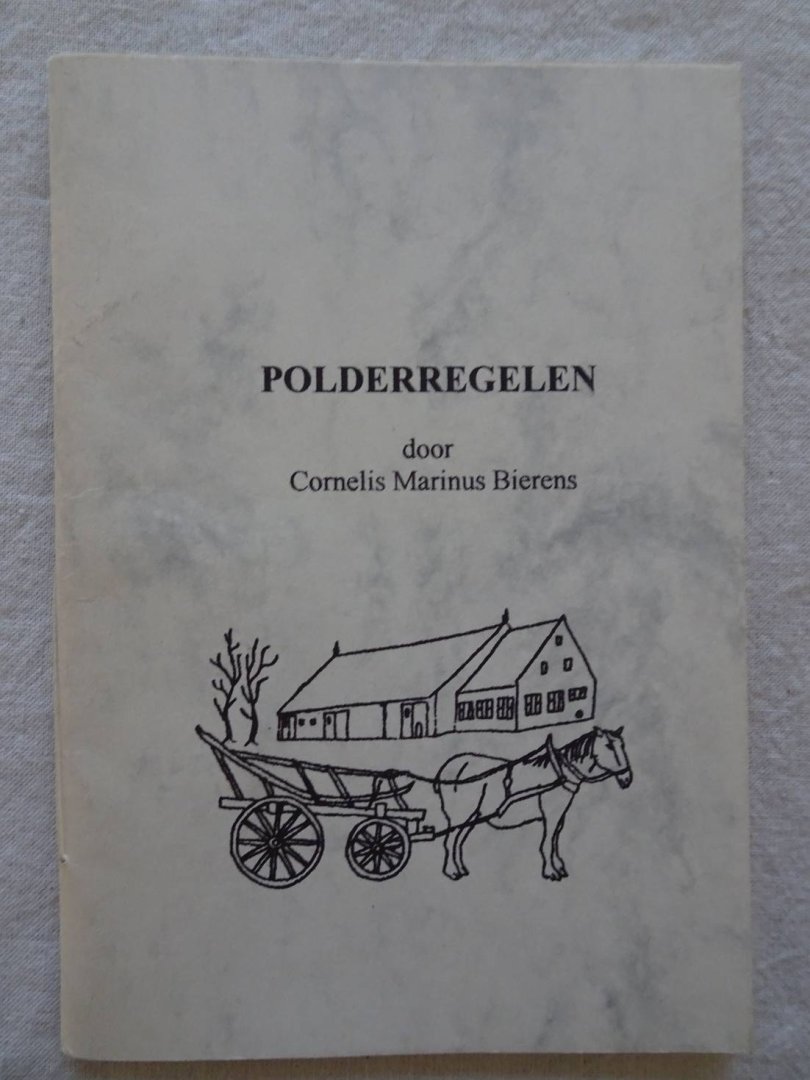 POLDERREGELEN
door
Cornelis Marinus Bierens